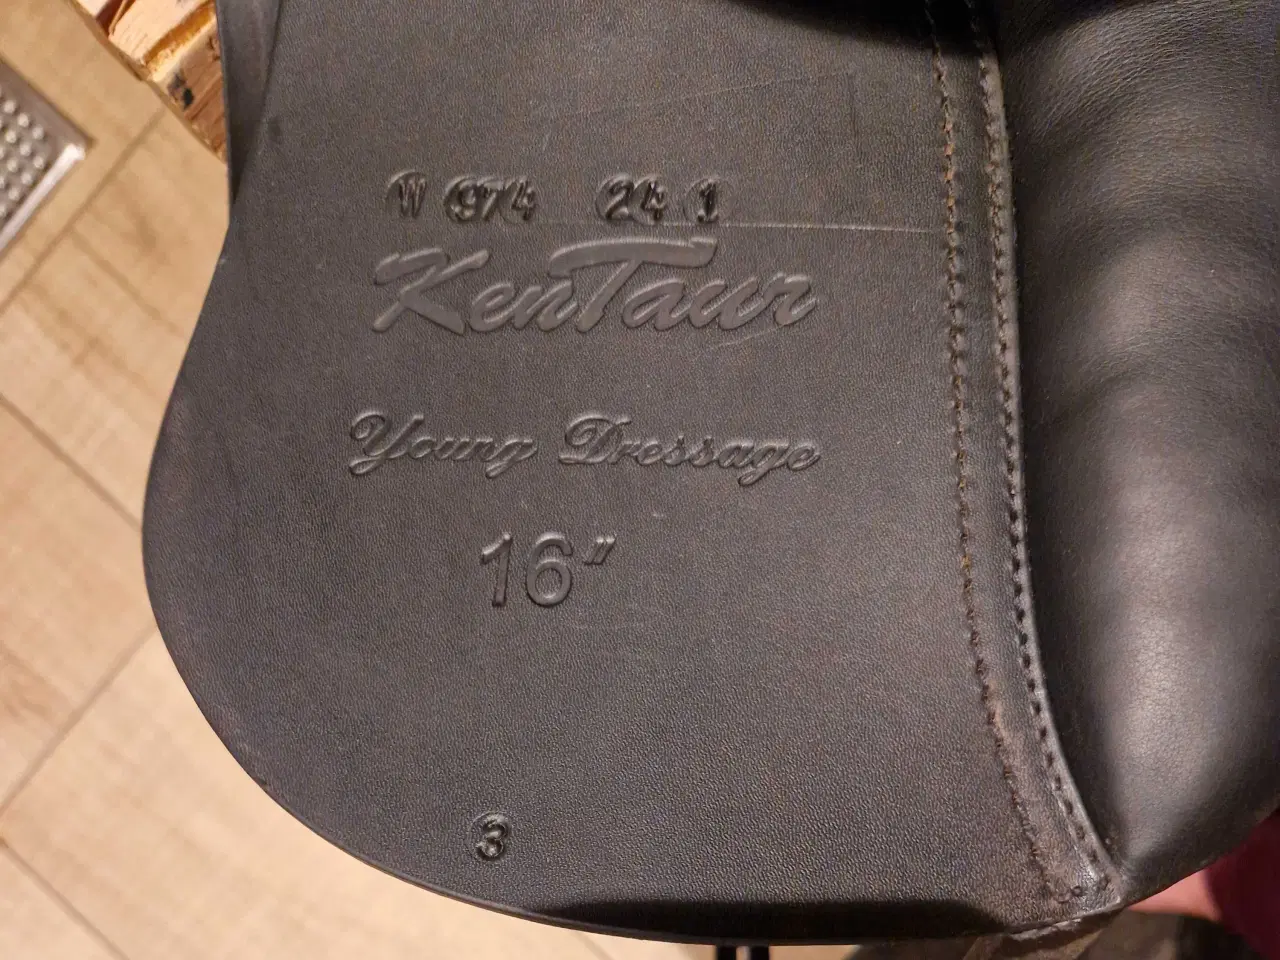 W 974 24 1
KenTaur
Young Dressage
16"
3